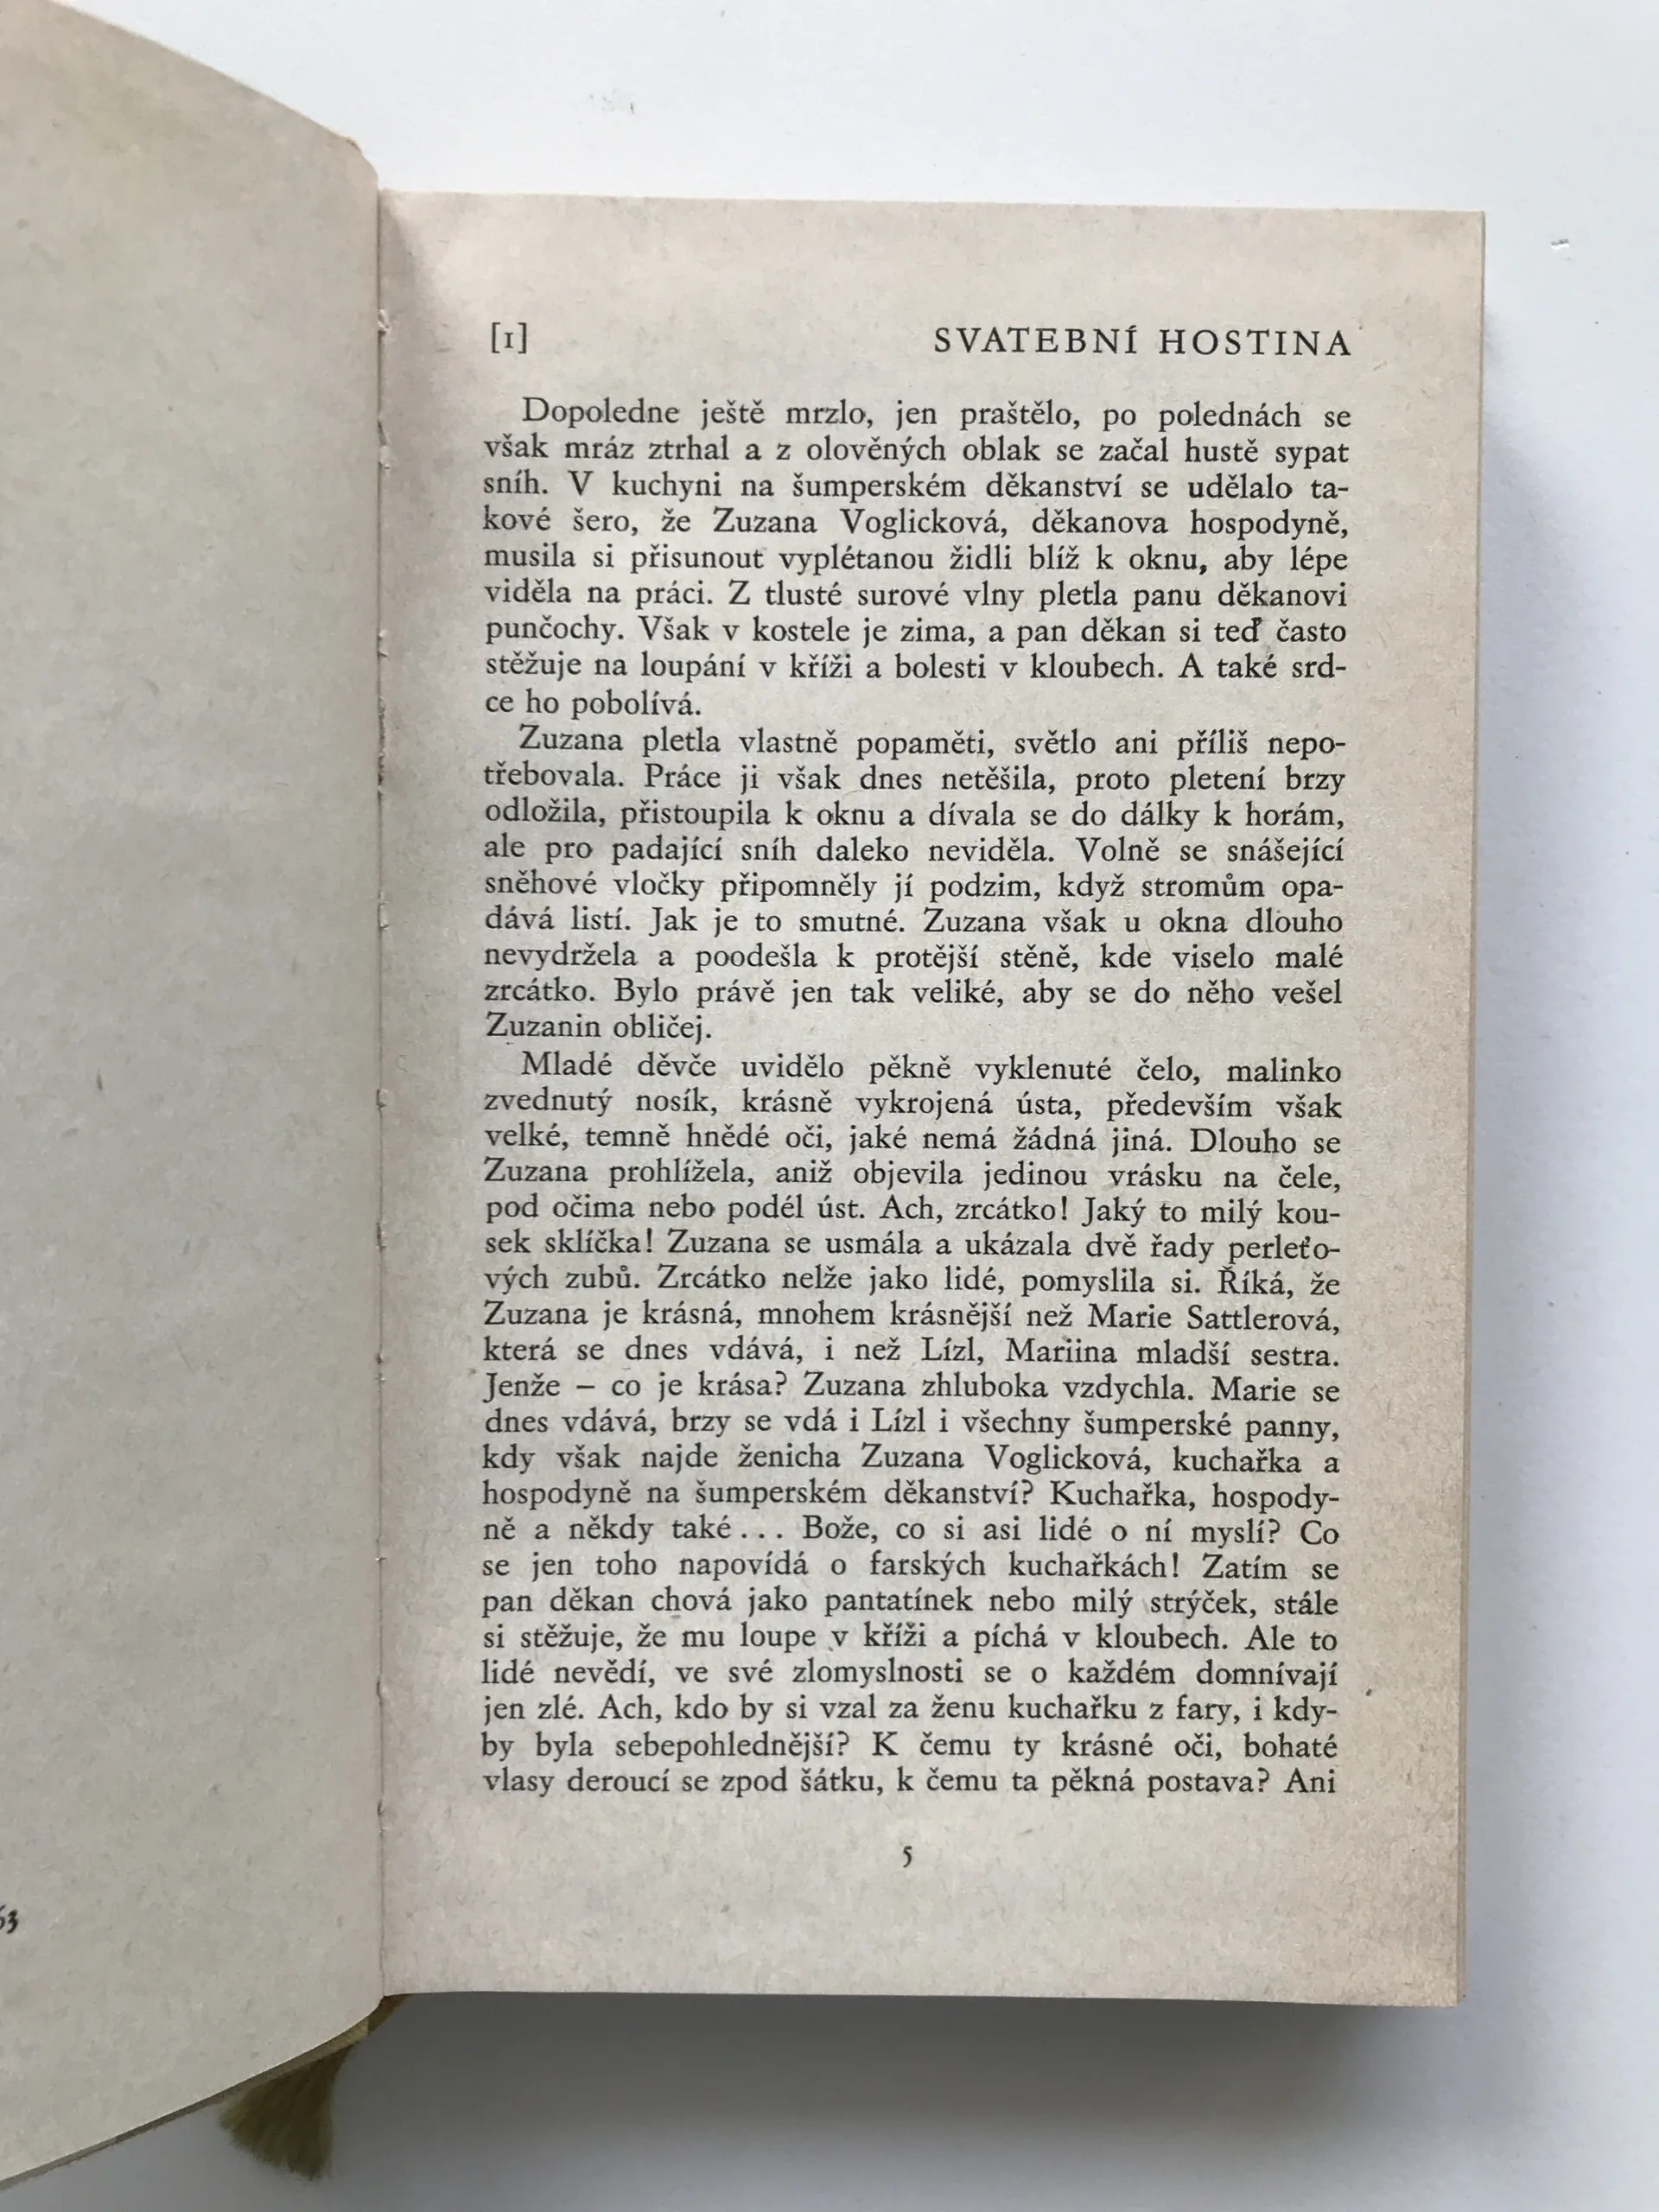 [1] SVATEBNÍ HOSTINA
Dopoledne ještě mrzlo, jen praštělo, po polednách se
však mráz ztrhal a z olověných oblak se začal hustě sypat
sníh. V kuchyni na šumperském děkanství se udělalo ta-
kové šero, že Zuzana Voglicková, děkanova hospodyně,
musila si přisunout vyplétanou židli blíž k oknu, aby lépe
viděla na práci. Z tlusté surové vlny pletla panu děkanovi
punčochy. Však v kostele je zima, a pan děkan si teď často
stěžuje na loupání v kříži a bolesti v kloubech. A také srd-
ce ho pobolívá.
Zuzana pletla vlastně popaměti, světlo ani příliš nepo-
třebovala. Práce ji však dnes netěšila, proto pletení brzy
odložila, přistoupila k oknu a dívala se do dálky k horám,
ale pro padající sníh daleko neviděla. Volně se snášející
sněhové vločky připomněly jí podzim, když stromům opa-
dává listí. Jak je to smutné. Zuzana však u okna dlouho
nevydržela a poodešla k protější stěně, kde viselo malé
zrcátko. Bylo právě jen tak veliké, aby se do něho vešel
Zuzanin obličej.
Mladé děvče uvidělo pěkně vyklenuté čelo, malinko
zvednutý nosík, krásně vykrojená ústa, především však
velké, temně hnědé oči, jaké nemá žádná jiná. Dlouho se
Zuzana prohlížela, aniž objevila jedinou vrásku na čele,
pod očima nebo podél úst. Ach, zrcátko! Jaký to milý kou-
sek sklíčka! Zuzana se usmála a ukázala dvě řady perleťo-
vých zubů. Zrcátko nelže jako lidé, pomyslila si. Říká, že
Zuzana je krásná, mnohem krásnější než Marie Sattlerová,
která se dnes vdává, i než Lízl, Mariina mladší sestra.
Jenže – co je krása? Zuzana zhluboka vzdychla. Marie se
dnes vdává, brzy se vdá i Lízl i všechny šumperské panny,
kdy však najde ženicha Zuzana Voglicková, kuchařka a
hospodyně na šumperském děkanství? Kuchařka, hospody-
ně a někdy také... Bože, co si asi lidé o ní myslí? Co
se jen toho napovídá o farských kuchařkách! Zatím se
pan děkan chová jako pantatínek nebo milý strýček, stále
si stěžuje, že mu loupe v kříži a píchá v kloubech. Ale to
lidé nevědí, ve své zlomyslnosti se o každém domnívají
jen zlé. Ach, kdo by si vzal za ženu kuchařku z fary, i kdy-
by byla sebepohlednější? K čemu ty krásné oči, bohaté
vlasy deroucí se zpod šátku, k čemu ta pěkná postava? Ani
5